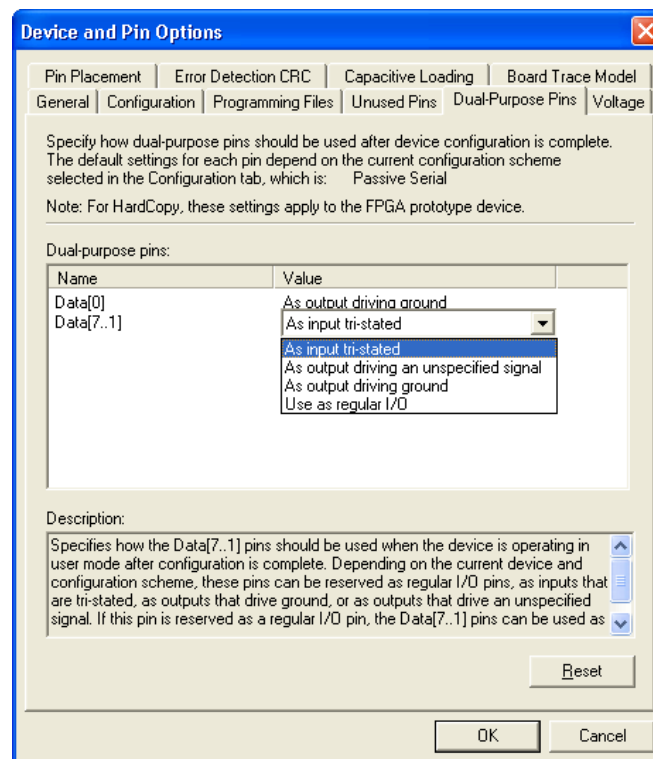 Device and Pin Options
Pin Placement Error Detection CRC Capacitive Loading Board Trace Model
General Configuration Programming Files Unused Pins Dual-Purpose Pins Voltage
Specify how dual-purpose pins should be used after device configuration is complete.
The default settings for each pin depend on the current configuration scheme
selected in the Configuration tab, which is: Passive Serial
Note: For HardCopy, these settings apply to the FPGA prototype device.
Dual-purpose pins:
Name Value
Data[0] As output driving ground
Data[7..1] As input tri-stated
As input tri-stated
As output driving an unspecified signal
As output driving ground
Use as regular I/O
Description:
Specifies how the Data[7..1] pins should be used when the device is operating in
user mode after configuration is complete. Depending on the current device and
configuration scheme, these pins can be reserved as regular I/O pins, as inputs that
are tri-stated, as outputs that drive ground, or as outputs that drive an unspecified
signal. If this pin is reserved as a regular I/O pin, the Data[7..1] pins can be used as
Reset
OK Cancel